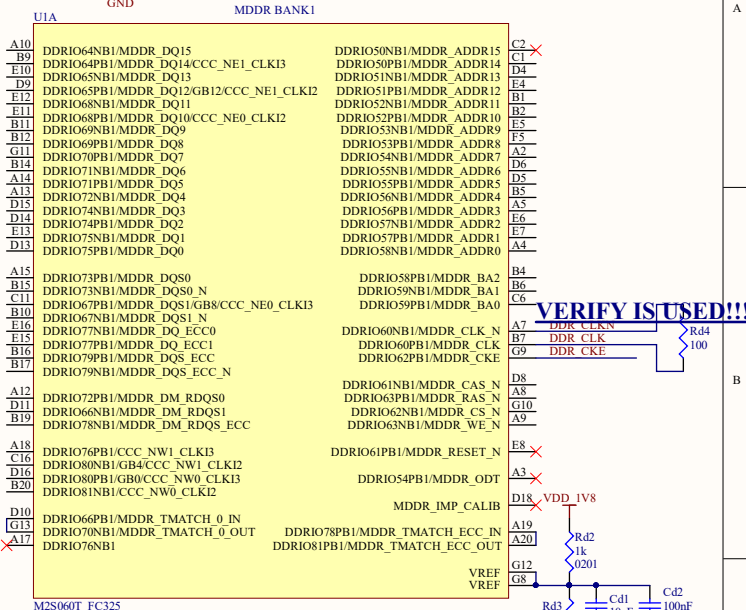 GND
MDDR BANK1
A
U1A
A10 DDRIO64NB1/MDDR_DQ15 DDRIO50NB1/MDDR_ADDR15 C2
B9 DDRIO64PB1/MDDR_DQ14/CCC_NE1_CLKI3 DDRIO50PB1/MDDR_ADDR14 C1
E10 DDRIO65NB1/MDDR_DQ13 DDRIO51NB1/MDDR_ADDR13 D4
D9 DDRIO65PB1/MDDR_DQ12/GB12/CCC_NE1_CLKI2 DDRIO51PB1/MDDR_ADDR12 E4
E12 DDRIO68NB1/MDDR_DQ11 DDRIO52NB1/MDDR_ADDR11 B1
E11 DDRIO68PB1/MDDR_DQ10/CCC_NE0_CLKI2 DDRIO52PB1/MDDR_ADDR10 B2
B11 DDRIO69NB1/MDDR_DQ9 DDRIO53NB1/MDDR_ADDR9 E5
B12 DDRIO69PB1/MDDR_DQ8 DDRIO53PB1/MDDR_ADDR8 F5
G11 DDRIO70PB1/MDDR_DQ7 DDRIO54NB1/MDDR_ADDR7 A2
B14 DDRIO71NB1/MDDR_DQ6 DDRIO55NB1/MDDR_ADDR6 D6
A14 DDRIO71PB1/MDDR_DQ5 DDRIO55PB1/MDDR_ADDR5 D5
A13 DDRIO72NB1/MDDR_DQ4 DDRIO56NB1/MDDR_ADDR4 B5
D15 DDRIO74NB1/MDDR_DQ3 DDRIO56PB1/MDDR_ADDR3 A5
D14 DDRIO74PB1/MDDR_DQ2 DDRIO57NB1/MDDR_ADDR2 E6
E13 DDRIO75NB1/MDDR_DQ1 DDRIO57PB1/MDDR_ADDR1 E7
D13 DDRIO75PB1/MDDR_DQ0 DDRIO58NB1/MDDR_ADDR0 A4
A15 DDRIO73PB1/MDDR_DQS0 DDRIO58PB1/MDDR_BA2 B4
B15 DDRIO73NB1/MDDR_DQS0_N DDRIO59NB1/MDDR_BA1 B6
C11 DDRIO67PB1/MDDR_DQS1/GB8/CCC_NE0_CLKI3 DDRIO59PB1/MDDR_BA0 C6
B10 DDRIO67NB1/MDDR_DQS1_N VERIFY IS USED!!!
E16 DDRIO77NB1/MDDR_DQ_ECC0 DDRIO60NB1/MDDR_CLK_N A7 DDR_CLKN Rd4
E15 DDRIO77PB1/MDDR_DQ_ECC1 DDRIO60PB1/MDDR_CLK B7 DDR_CLK 100
B16 DDRIO79PB1/MDDR_DQS_ECC DDRIO62PB1/MDDR_CKE G9 DDR_CKE
B17 DDRIO79NB1/MDDR_DQS_ECC_N
B
DDRIO61NB1/MDDR_CAS_N D8
A12 DDRIO72PB1/MDDR_DM_RDQS0 DDRIO63PB1/MDDR_RAS_N A8
D11 DDRIO66NB1/MDDR_DM_RDQS1 DDRIO62NB1/MDDR_CS_N G10
B19 DDRIO78NB1/MDDR_DM_RDQS_ECC DDRIO63NB1/MDDR_WE_N A9
A18 DDRIO76PB1/CCC_NW1_CLKI3 DDRIO61PB1/MDDR_RESET_N E8
C16 DDRIO80NB1/GB4/CCC_NW1_CLKI2
D16 DDRIO80PB1/GB0/CCC_NW0_CLKI3 DDRIO54PB1/MDDR_ODT A3
B20 DDRIO81NB1/CCC_NW0_CLKI2
MDDR_IMP_CALIB D18 VDD_1V8
D10 DDRIO66PB1/MDDR_TMATCH_0_IN
G13 DDRIO70NB1/MDDR_TMATCH_0_OUT DDRIO78PB1/MDDR_TMATCH_ECC_IN A19
A17 DDRIO76NB1 DDRIO81PB1/MDDR_TMATCH_ECC_OUT A20
Rd2
1k
0201
VREF G12
VREF G8
M2S060T_FC325
Rd3 Cd1 Cd2
100nF